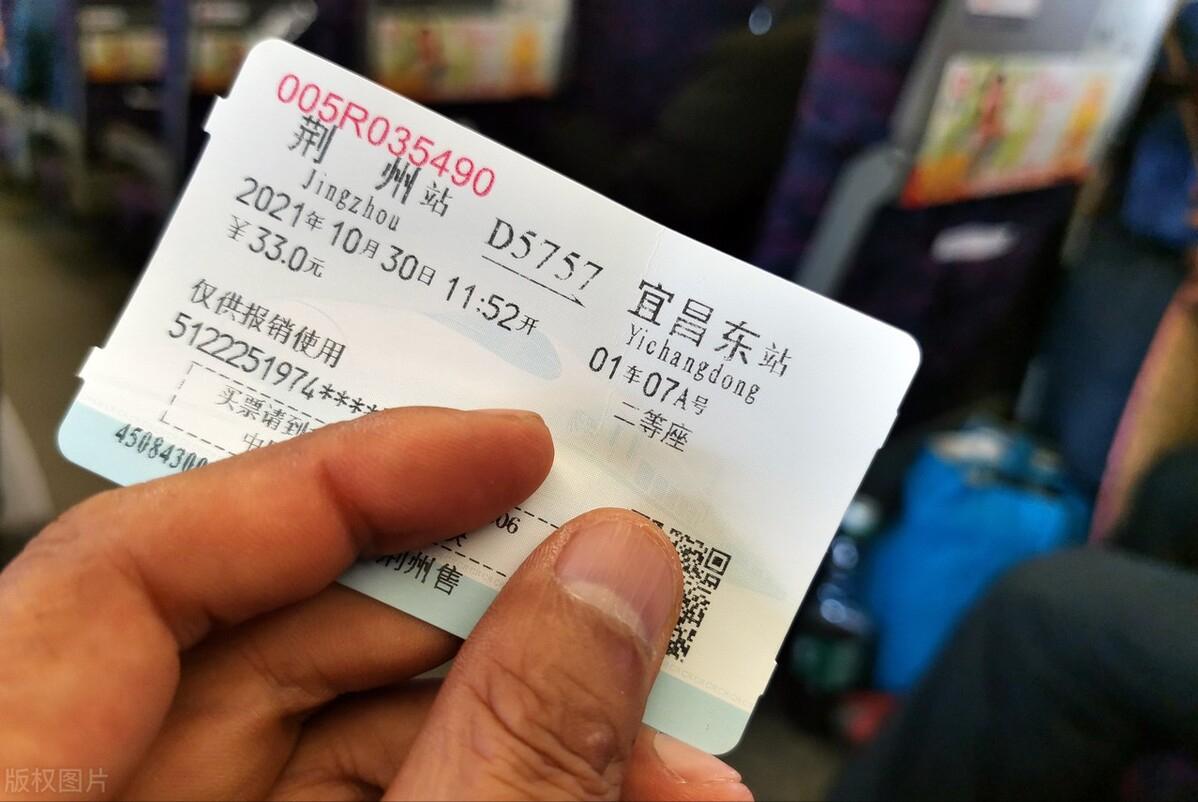 005R035490
荆 州站 D5757 宜昌东站
Jingzhou Yichangdong
2021年10月30日 11:52开 01车07A号
￥33.0元 二等座
仅供报销使用
5122251974****
买票请到
中
45084300
06
荆州售
版权图片